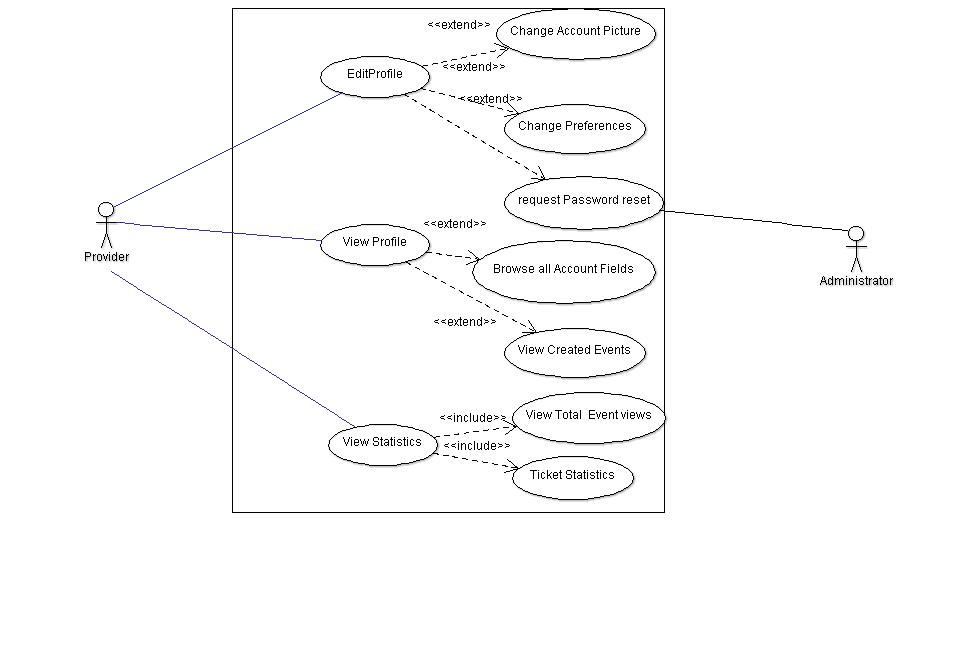 <<extend>>
Change Account Picture
EditProfile
<<extend>>
<<extend>>
Change Preferences
request Password reset
Provider
<<extend>>
View Profile
Browse all Account Fields
Administrator
<<extend>>
View Created Events
<<include>>
View Total Event views
View Statistics
<<include>>
Ticket Statistics